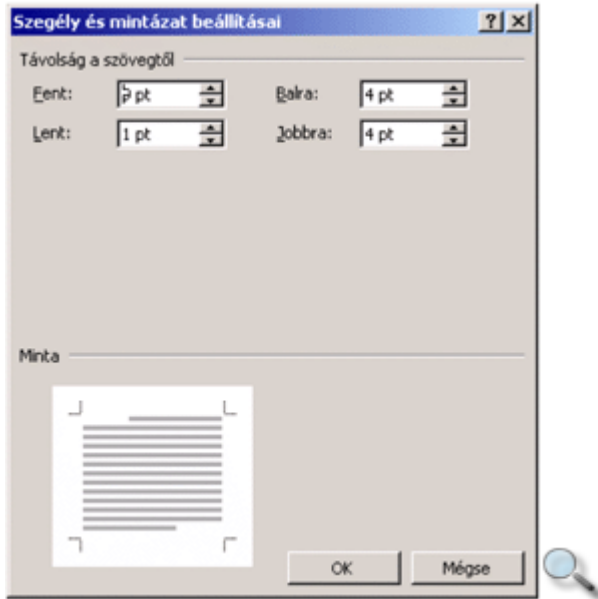 Szegély és mintázat beállításai
Távolság a szövegtől
Fent: pt Balra: 4 pt
Lent: 1 pt Jobbra: 4 pt
Minta
OK Mégse